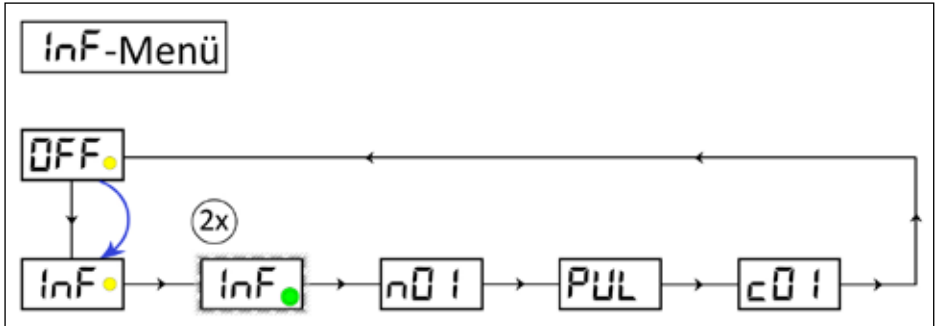 InF-Menü
OFF
2x
InF
InF
n01
PUL
c01